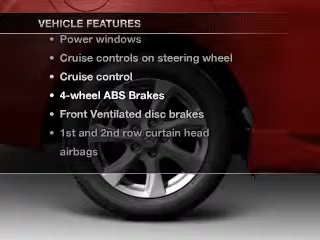 VEHICLE FEATURES
• Power windows
• Cruise controls on steering wheel
• Cruise control
• 4-wheel ABS Brakes
• Front Ventilated disc brakes
• 1st and 2nd row curtain head
airbags